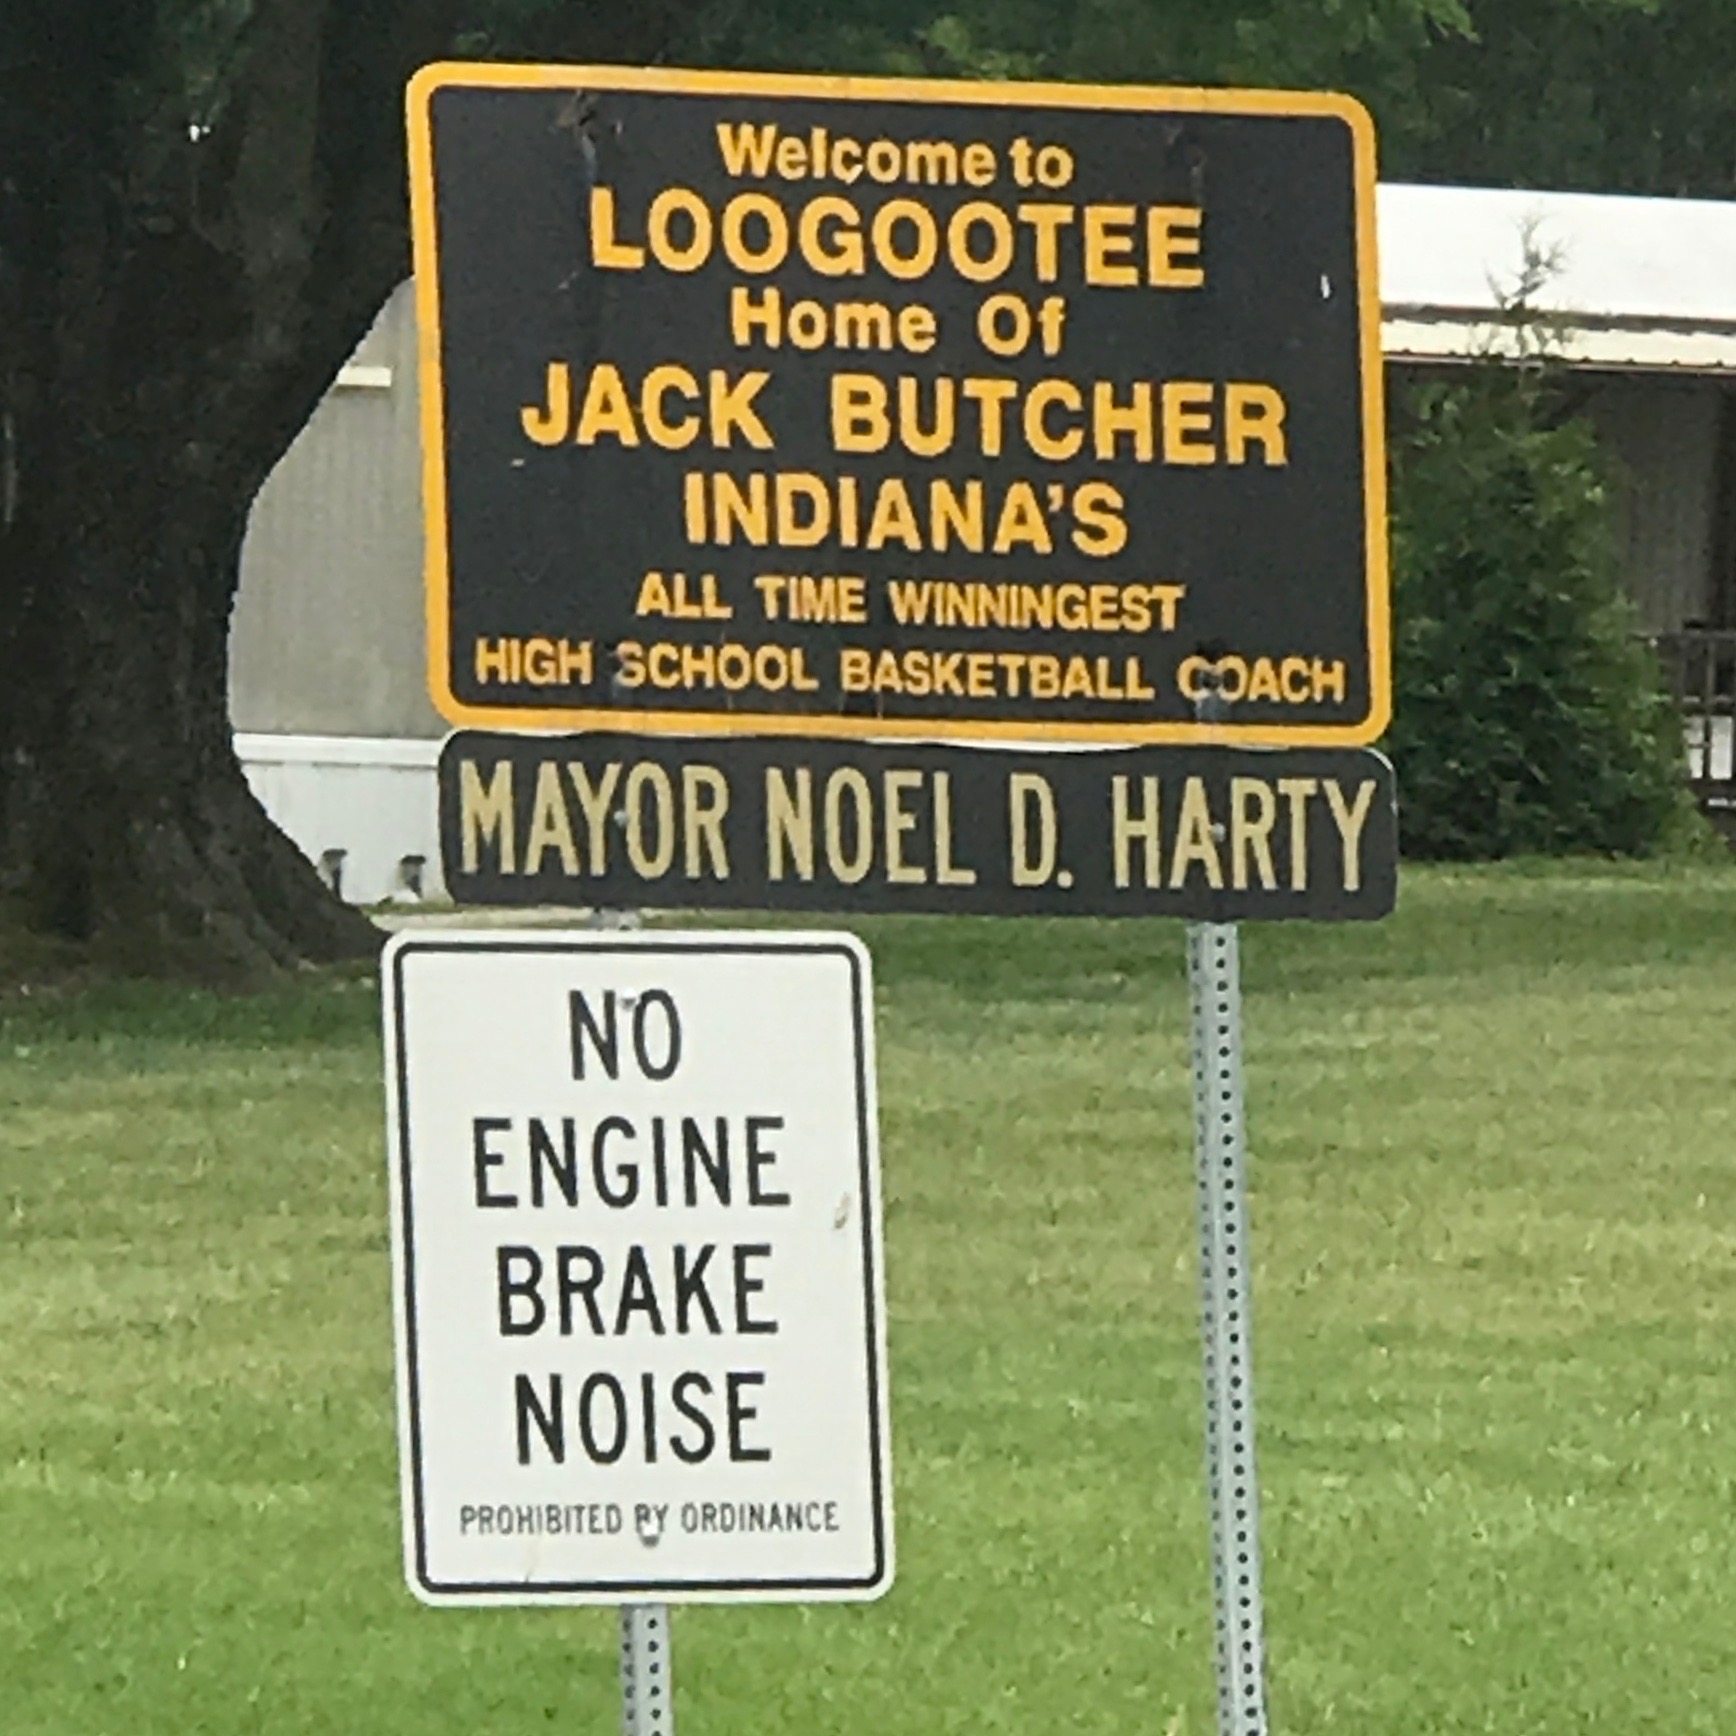 Welcome to
LOOGOOTEE
Home Of
JACK BUTCHER
INDIANA'S
ALL TIME WINNINGEST
HIGH SCHOOL BASKETBALL COACH
MAYOR NOEL D. HARTY
NO
ENGINE
BRAKE
NOISE
PROHIBITED BY ORDINANCE